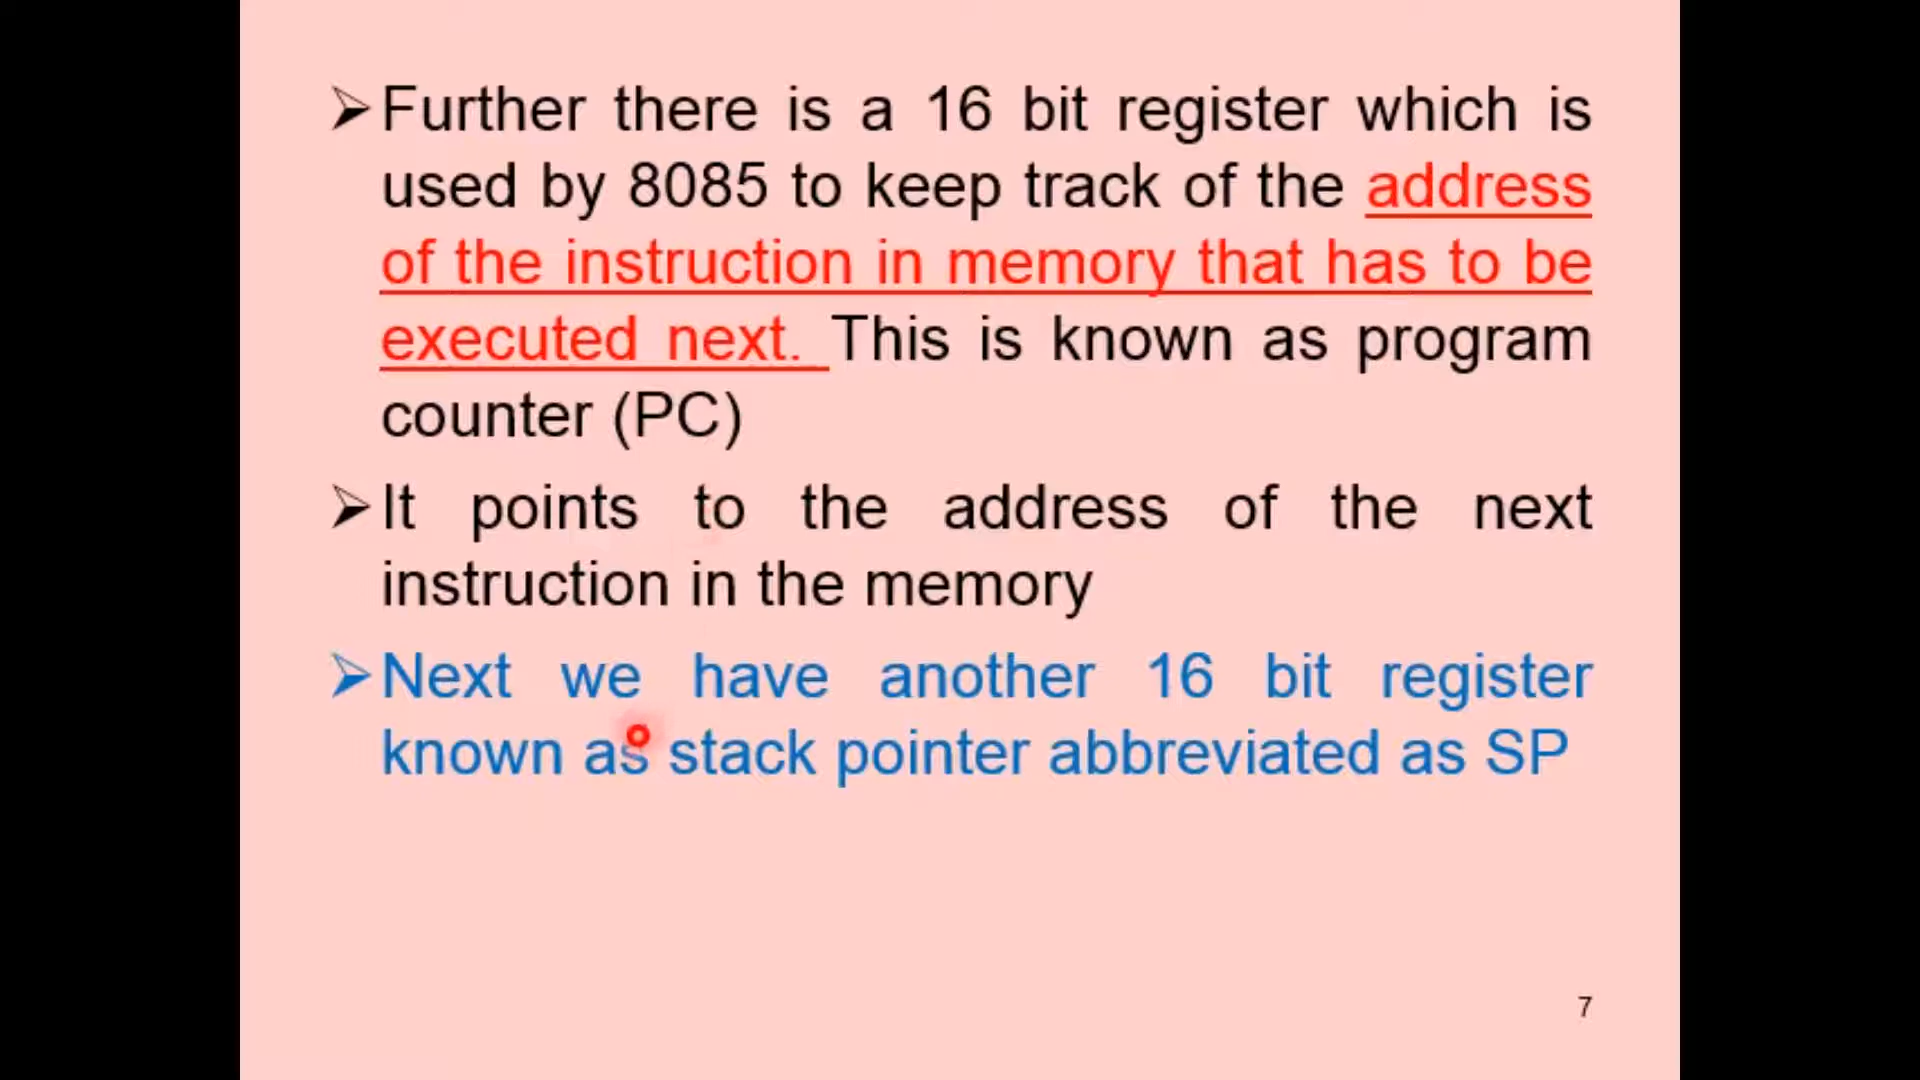 ➢Further there is a 16 bit register which is
used by 8085 to keep track of the address
of the instruction in memory that has to be
executed next. This is known as program
counter (PC)
➢It points to the address of the next
instruction in the memory
➢Next we have another 16 bit register
known as stack pointer abbreviated as SP
7